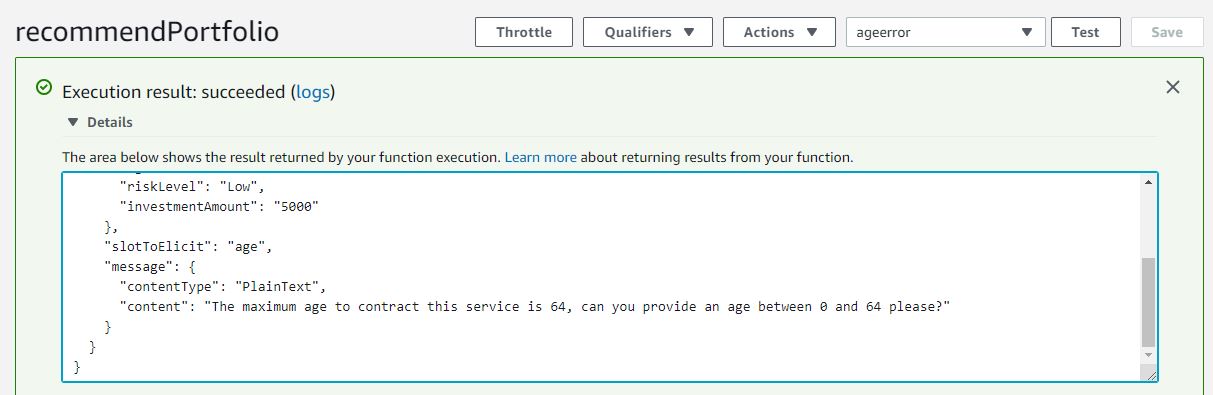 recommendPortfolio
Throttle
Qualifiers
Actions
ageerror
Test
Save
Execution result: succeeded (logs)
Details
The area below shows the result returned by your function execution. Learn more about returning results from your function.
"riskLevel": "Low",
"investmentAmount": "5000"
},
"slotToElicit": "age",
"message": {
"contentType": "PlainText",
"content": "The maximum age to contract this service is 64, can you provide an age between 0 and 64 please?"
}
}
}